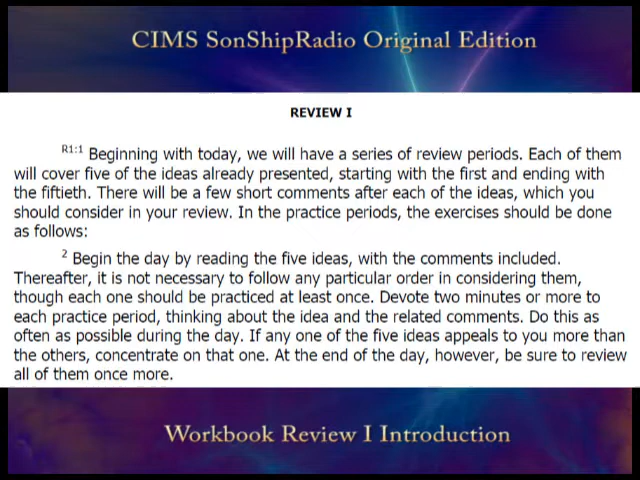 CIMS SonShipRadio Original Edition
REVIEW I
R1:1 Beginning with today, we will have a series of review periods. Each of them
will cover five of the ideas already presented, starting with the first and ending with
the fiftieth. There will be a few short comments after each of the ideas, which you
should consider in your review. In the practice periods, the exercises should be done
as follows:
2 Begin the day by reading the five ideas, with the comments included.
Thereafter, it is not necessary to follow any particular order in considering them,
though each one should be practiced at least once. Devote two minutes or more to
each practice period, thinking about the idea and the related comments. Do this as
often as possible during the day. If any one of the five ideas appeals to you more than
the others, concentrate on that one. At the end of the day, however, be sure to review
all of them once more.
Workbook Review I Introduction